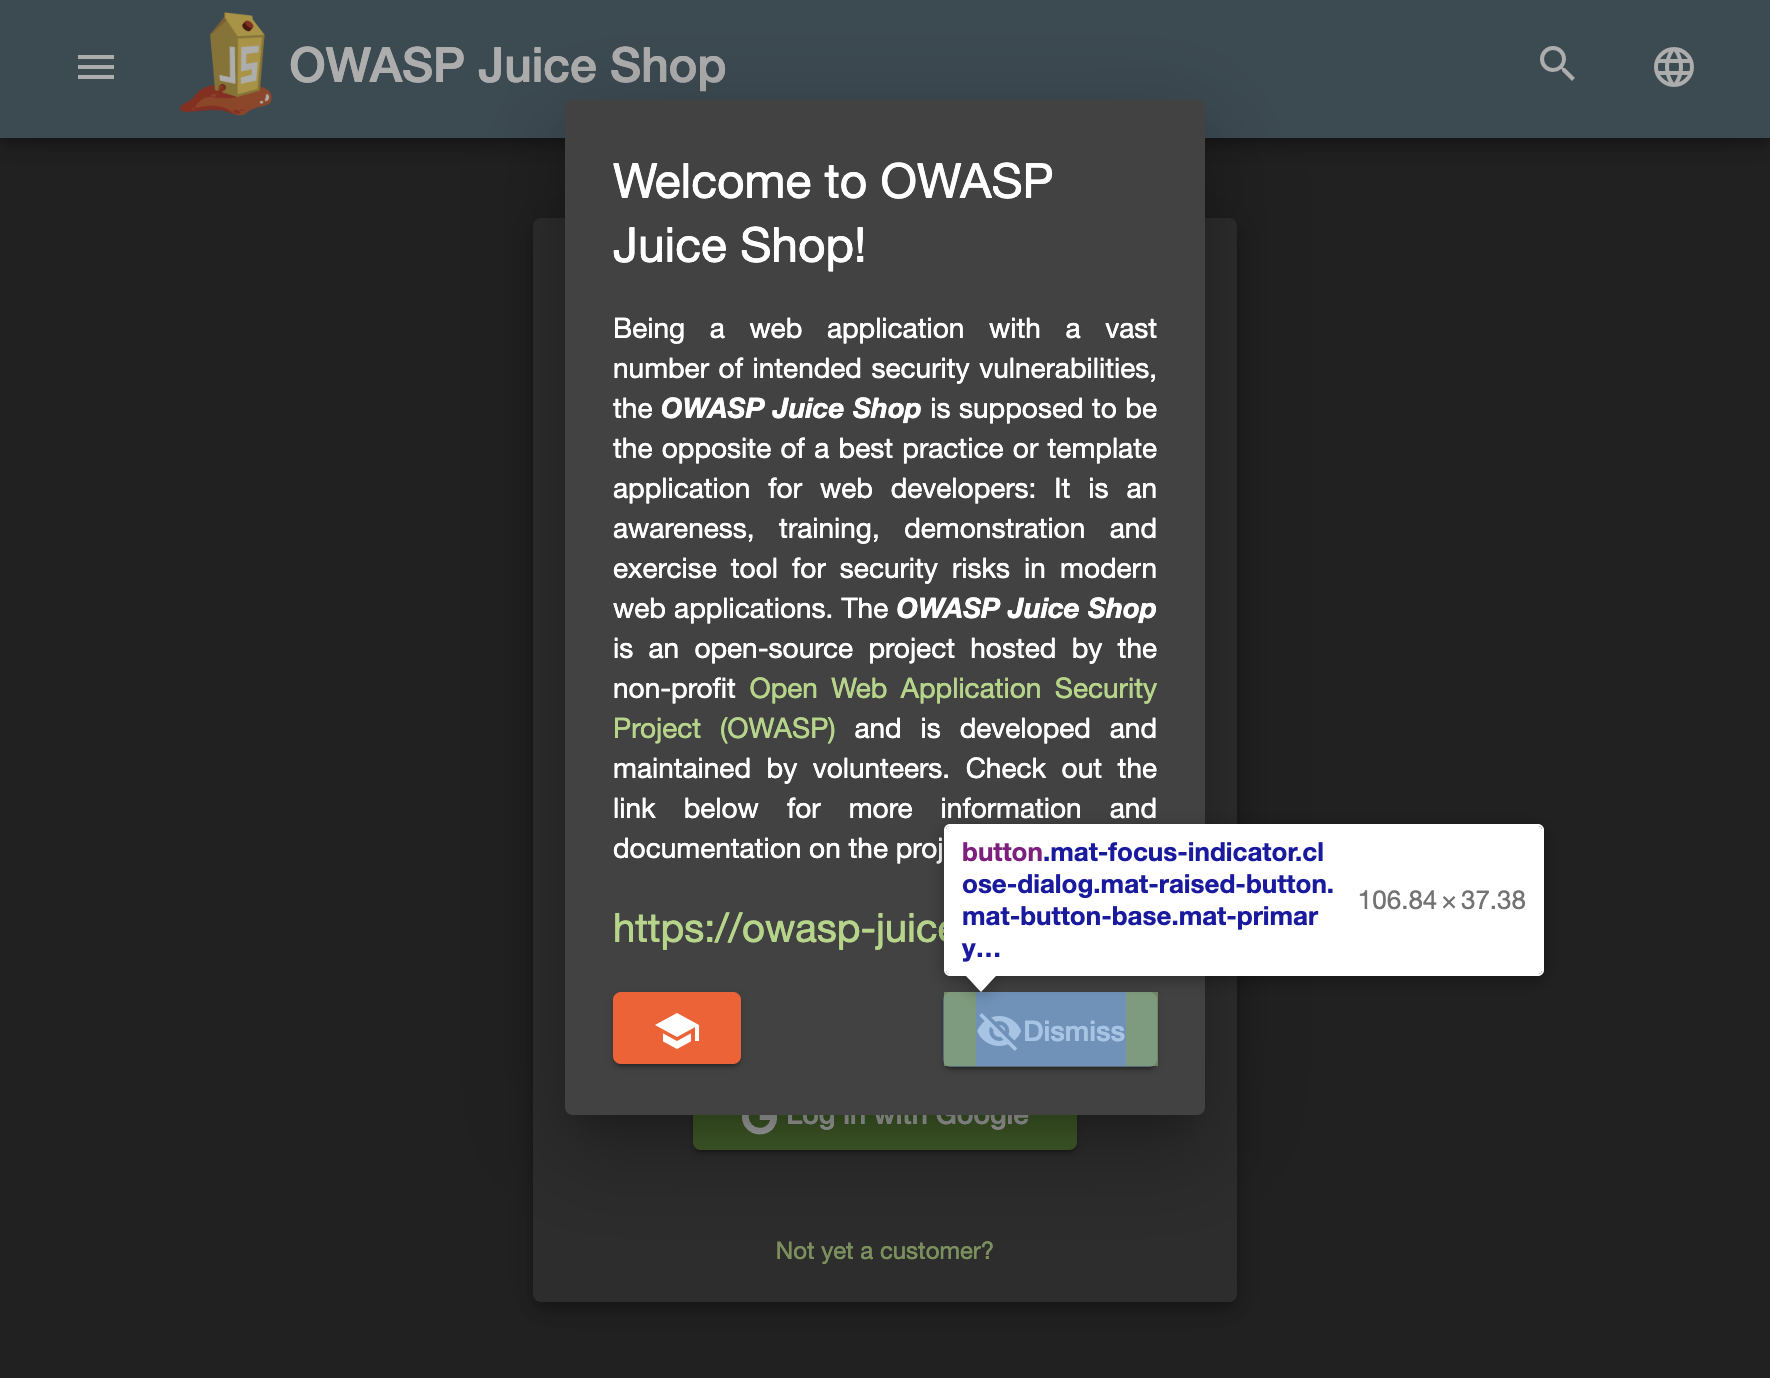 JS
OWASP Juice Shop
Welcome to OWASP
Juice Shop!
Being a web application with a vast
number of intended security vulnerabilities,
the OWASP Juice Shop is supposed to be
the opposite of a best practice or template
application for web developers: It is an
awareness, training, demonstration and
exercise tool for security risks in modern
web applications. The OWASP Juice Shop
is an open-source project hosted by the
non-profit Open Web Application Security
Project (OWASP) and is developed and
maintained by volunteers. Check out the
link below for more information and
documentation on the proj
button.mat-focus-indicator.cl
ose-dialog.mat-raised-button.
mat-button-base.mat-primar
y…
106.84 × 37.38
https://owasp-juice
Dismiss
Log in with Google
Not yet a customer?